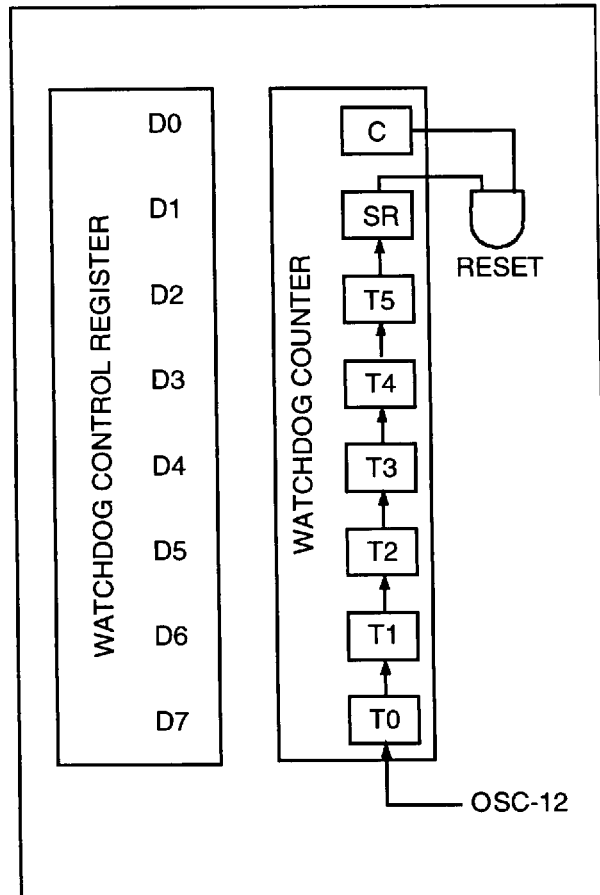 WATCHDOG CONTROL REGISTER
D0
D1
D2
D3
D4
D5
D6
D7
WATCHDOG COUNTER
C
SR
T5
T4
T3
T2
T1
T0
RESET
OSC-12